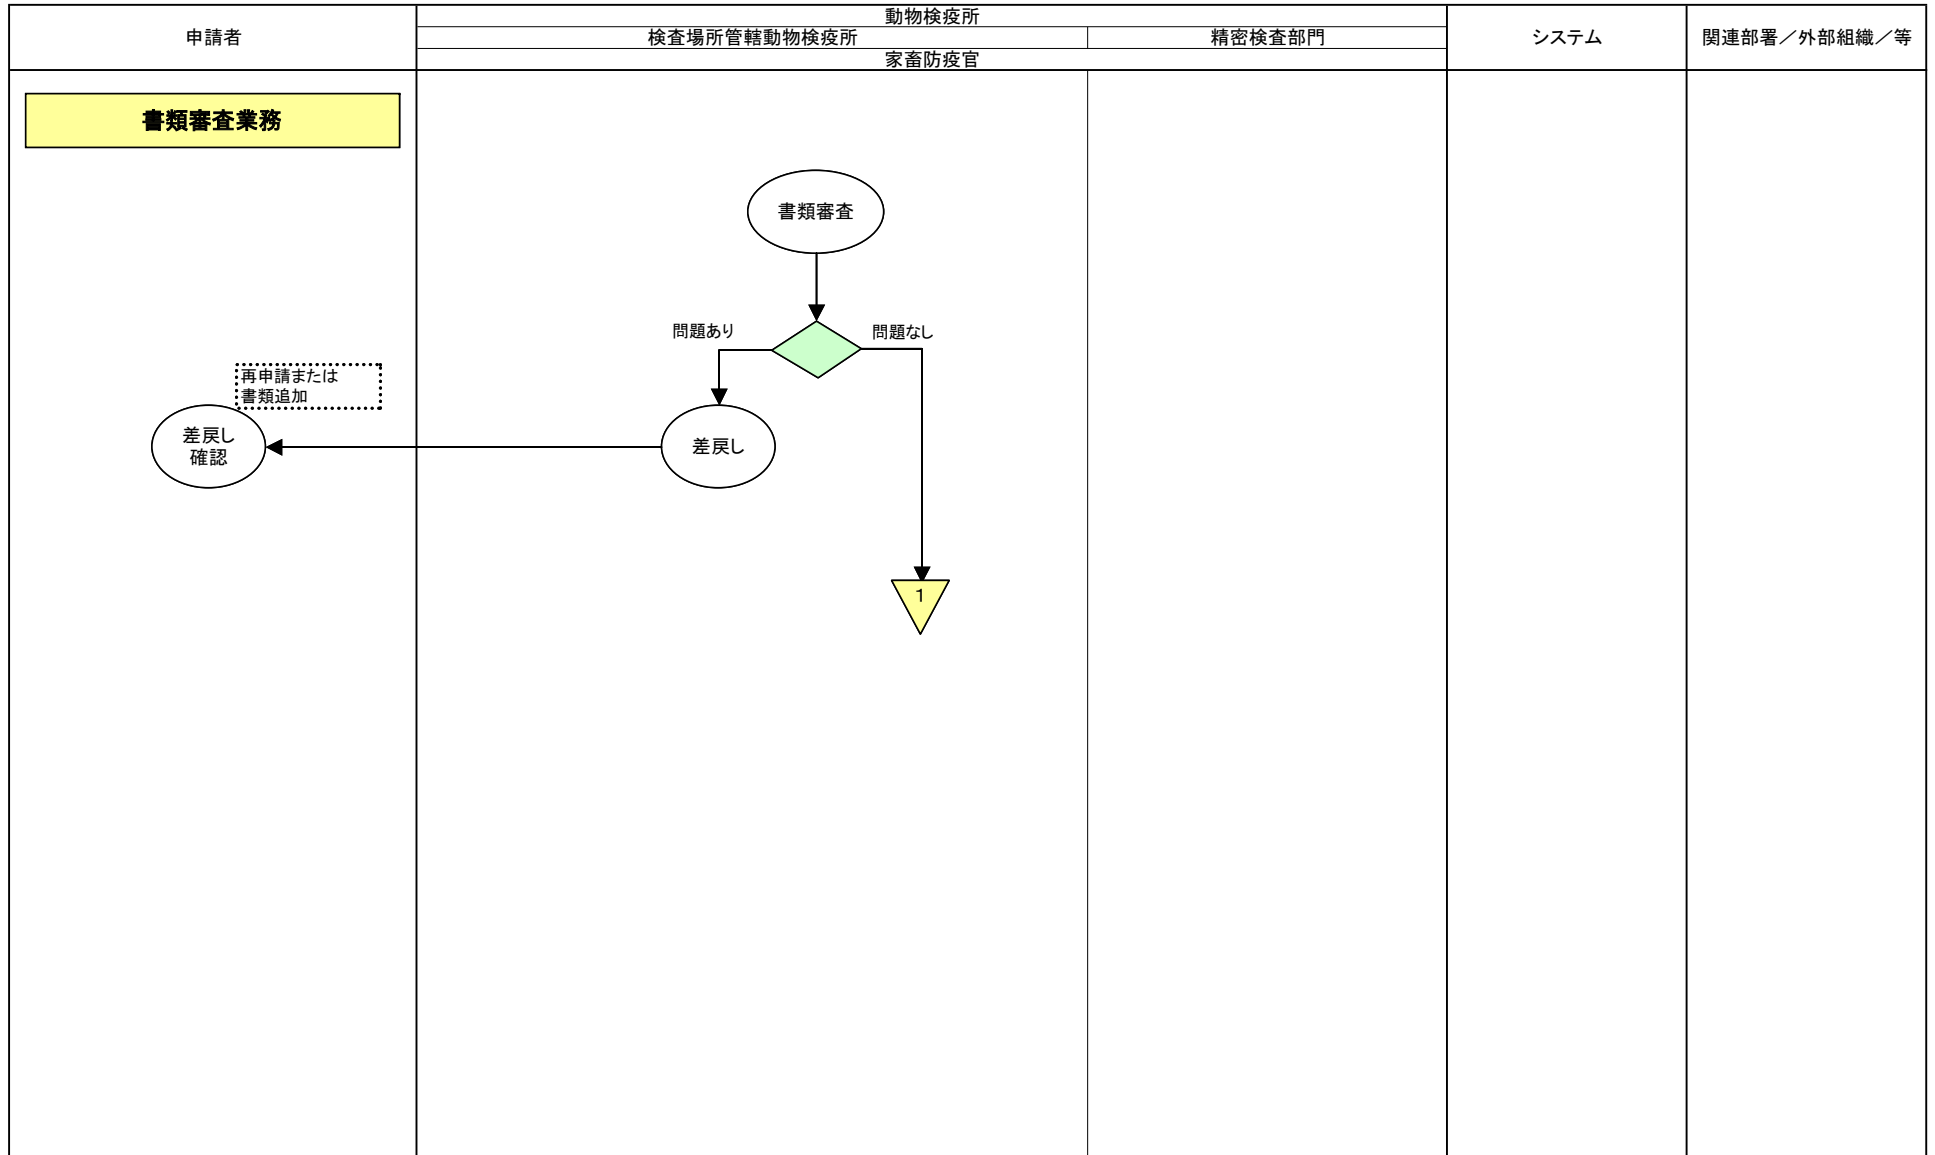 申請者
動物検疫所
検査場所管轄動物検疫所
精密検査部門
家畜防疫官
システム
関連部署／外部組織／等
書類審査業務
書類審査
問題あり
問題なし
再申請または
書類追加
差戻し
確認
差戻し
1